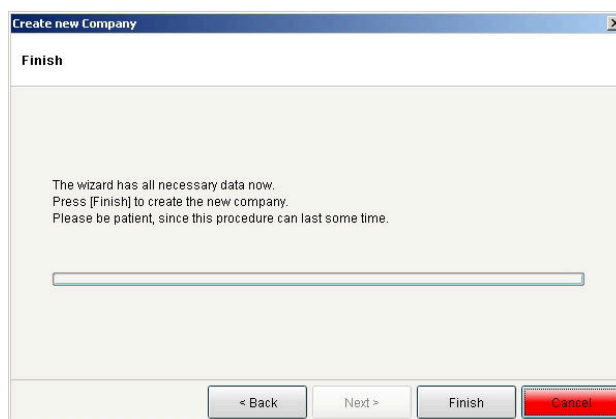 Create new Company
Finish
The wizard has all necessary data now.
Press [Finish] to create the new company.
Please be patient, since this procedure can last some time.
< Back
Next >
Finish
Cancel